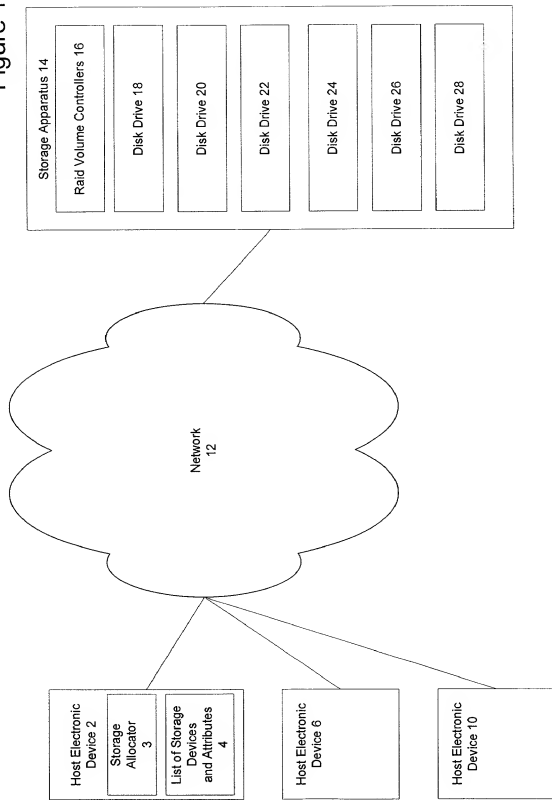 Figure 1
Storage Apparatus 14
Raid Volume Controllers 16
Disk Drive 18
Disk Drive 20
Disk Drive 22
Disk Drive 24
Disk Drive 26
Disk Drive 28
Network
12
Host Electronic
Device 2
Storage
Allocator
3
List of Storage
Devices
and Attributes
4
Host Electronic
Device 6
Host Electronic
Device 10